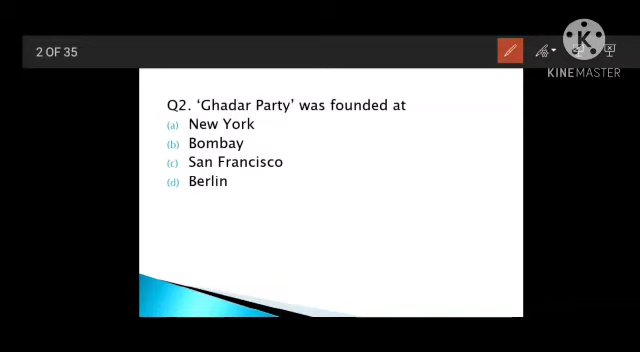 2 OF 35
K
KINEMASTER
Q2. ‘Ghadar Party’ was founded at
(a) New York
(b) Bombay
(c) San Francisco
(d) Berlin